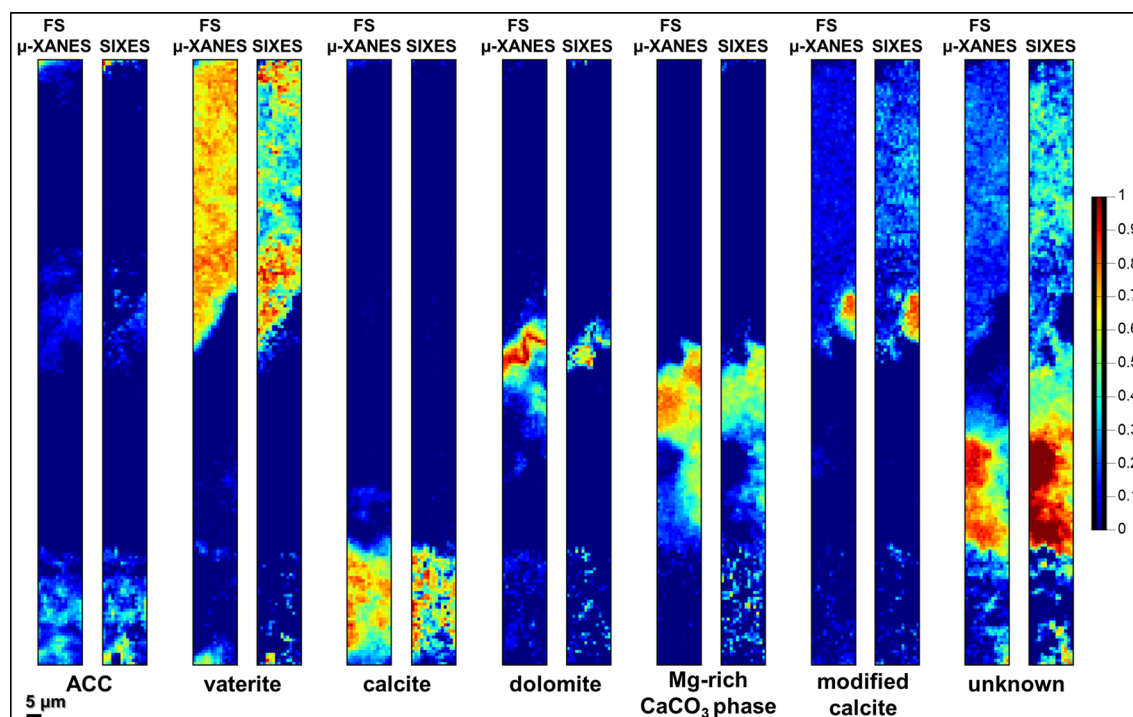 FS
µ-XANES SIXES
FS
µ-XANES SIXES
FS
µ-XANES SIXES
FS
µ-XANES SIXES
FS
µ-XANES SIXES
FS
µ-XANES SIXES
FS
µ-XANES SIXES
1
0.9
0.8
0.7
0.6
0.5
0.4
0.3
0.2
0.1
0
ACC
vaterite
calcite
dolomite
Mg-rich
CaCO₃ phase
modified
calcite
unknown
5 µm